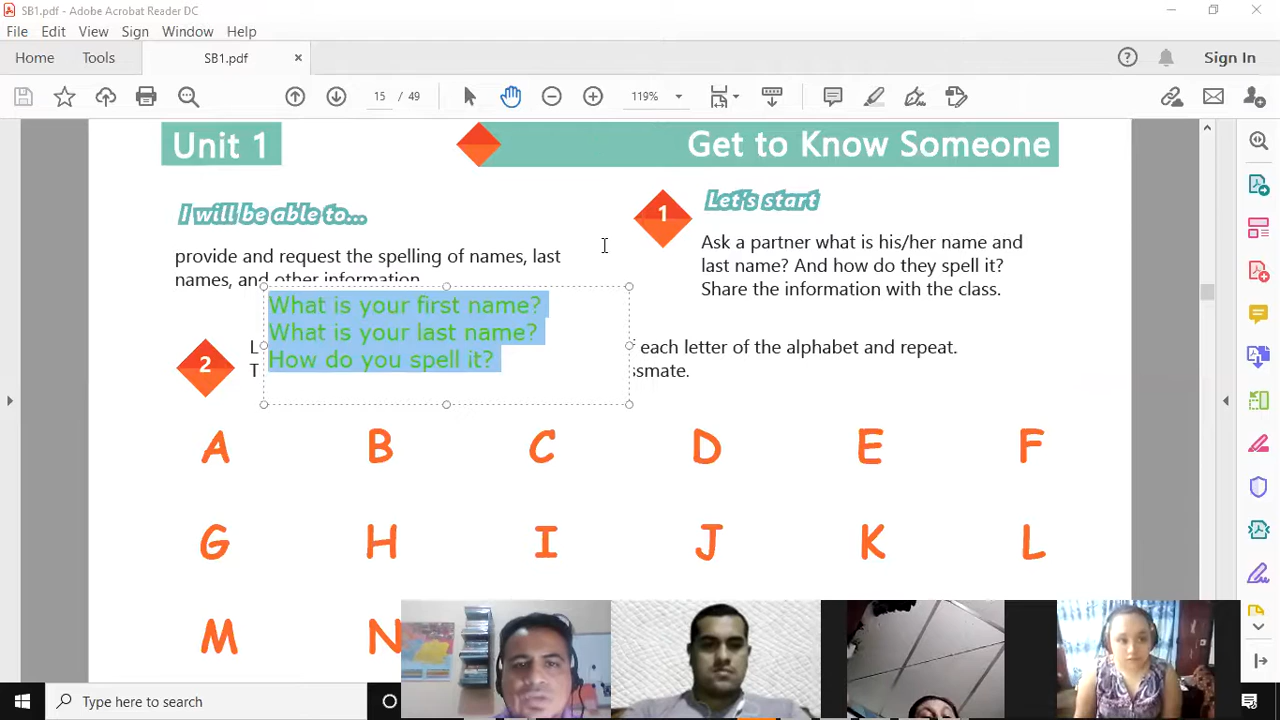 SB1.pdf - Adobe Acrobat Reader DC
File Edit View Sign Window Help
Home Tools SB1.pdf Sign In
15 / 49 119%
Unit 1
Get to Know Someone
I will be able to...
provide and request the spelling of names, last
names, and other information
1
Let's start
Ask a partner what is his/her name and
last name? And how do they spell it?
Share the information with the class.
What is your first name?
What is your last name?
How do you spell it?
2
each letter of the alphabet and repeat.
A B C D E F
G H I J K L
M N
Type here to search